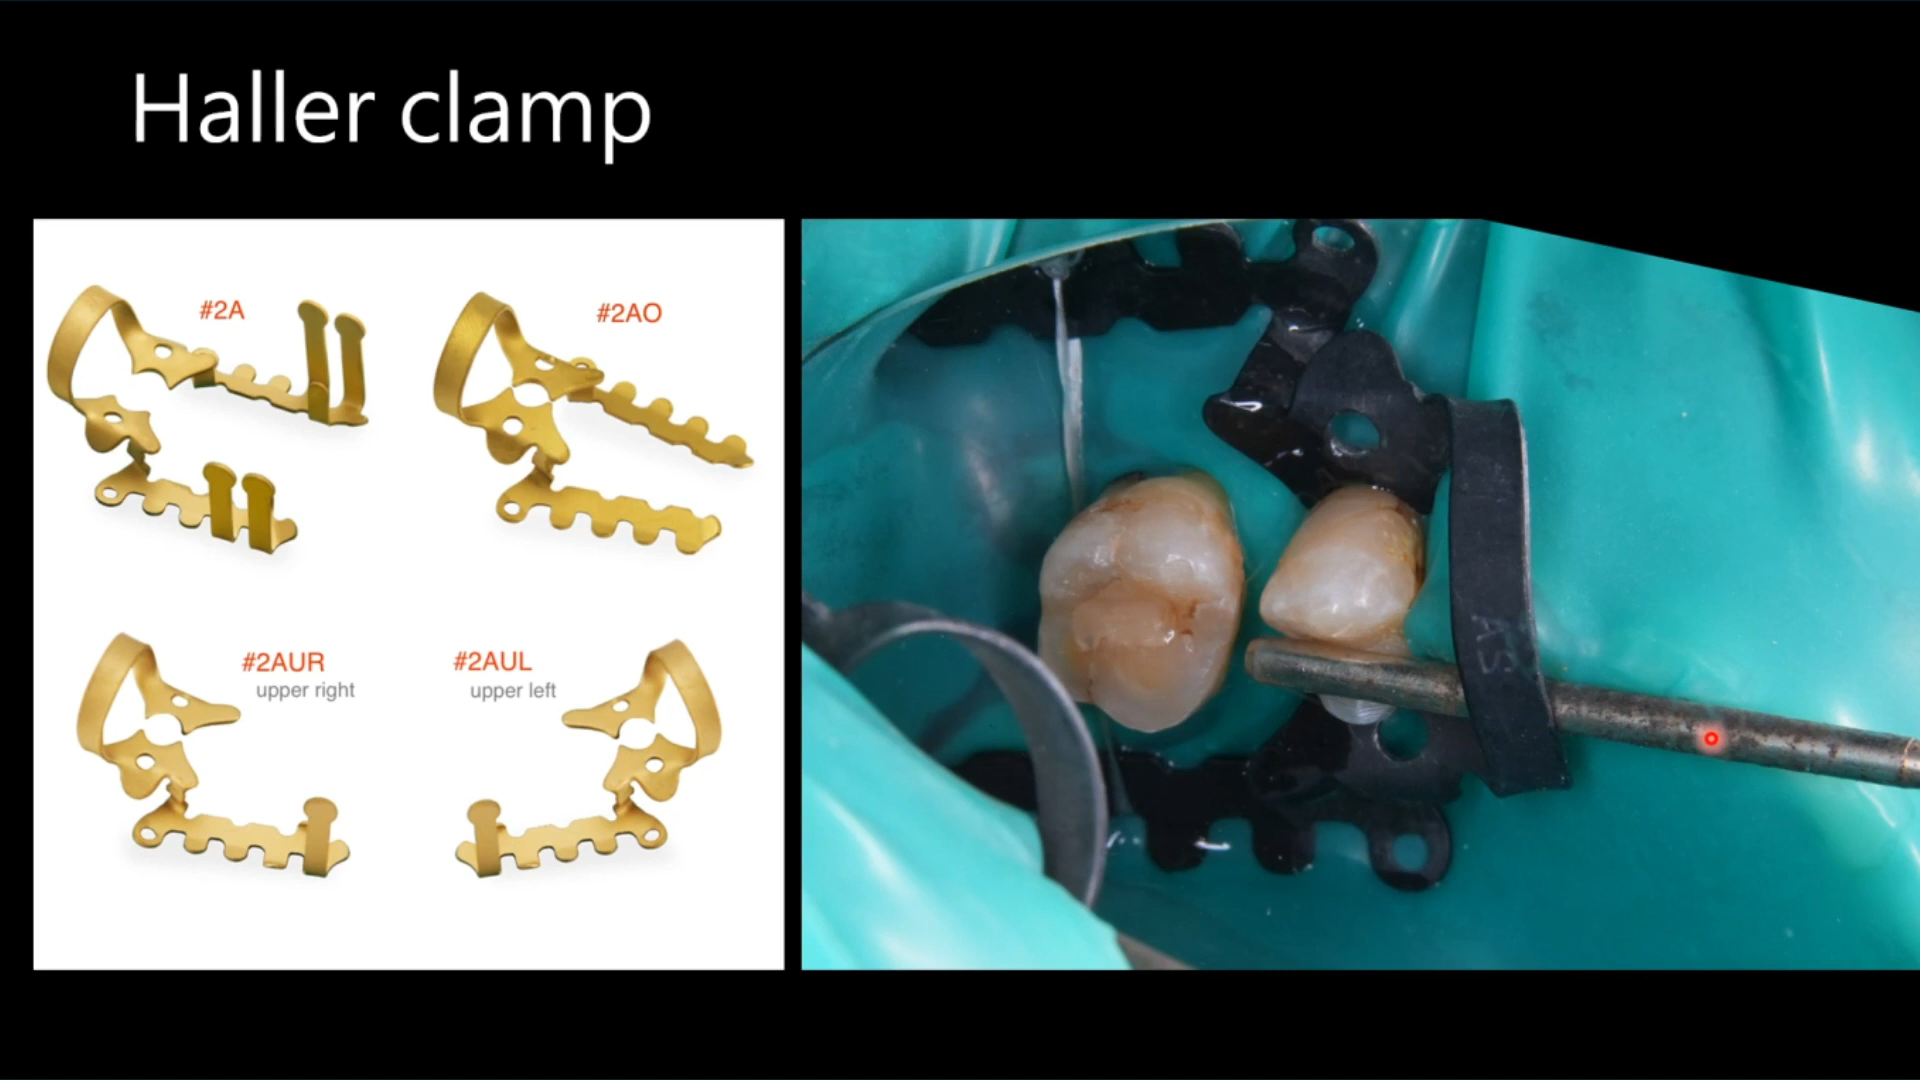 Haller clamp
#2A
#2AO
#2AUR
upper right
#2AUL
upper left